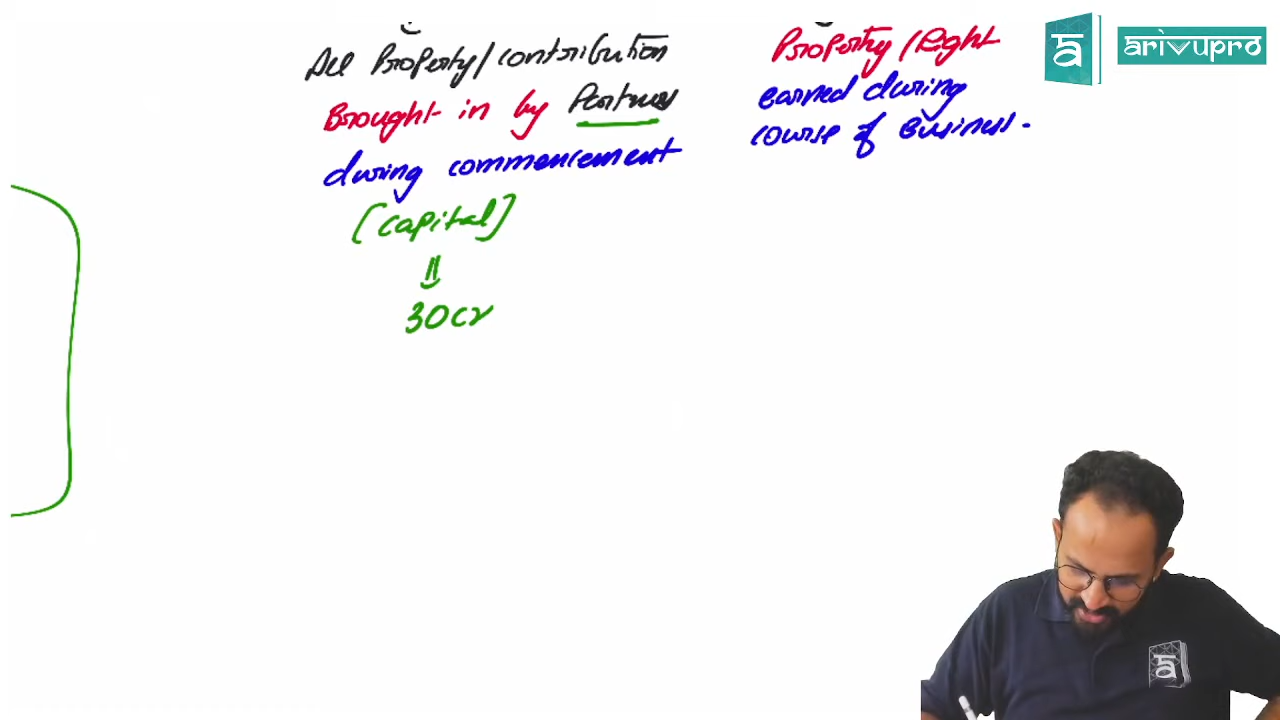 All Property/contribution
Brought in by Partners
during commencement
[capital]
30cr
Property/Right
earned during
course of Business.
a
arivupro
a